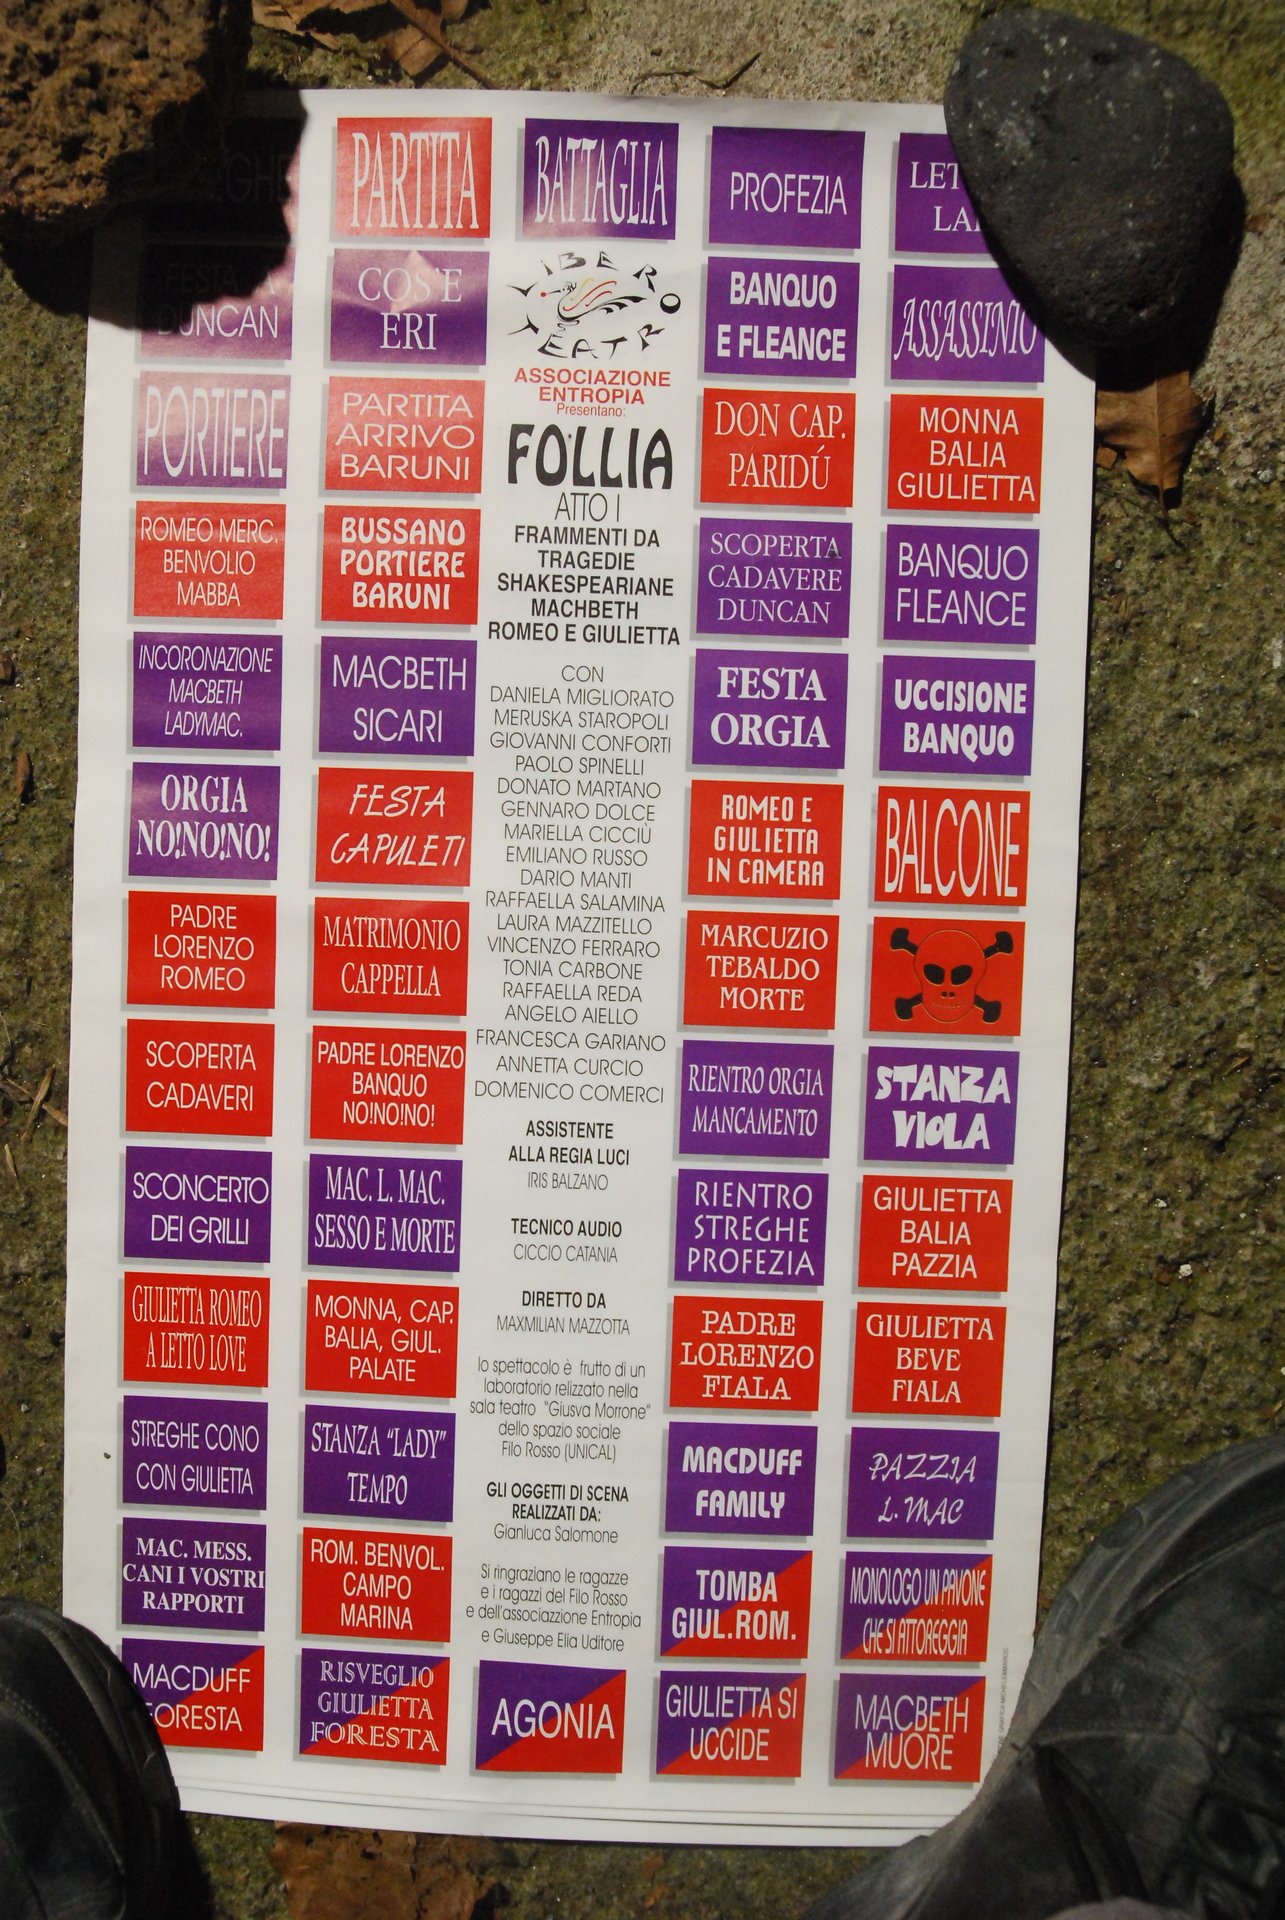 PARTITA
BATTAGLIA
PROFEZIA
DUNCAN
COS'E
ERI
LIBERO
TEATRO
BANQUO
E FLEANCE
ASSASSINIO
ASSOCIAZIONE
ENTROPIA
Presentano:
PORTIERE
PARTITA
ARRIVO
BARUNI
FOLLIA
ATTO I
DON CAP.
PARIDÚ
MONNA
BALIA
GIULIETTA
ROMEO MERC.
BENVOLIO
MABBA
BUSSANO
PORTIERE
BARUNI
FRAMMENTI DA
TRAGEDIE
SHAKESPEARIANE
MACHBETH
ROMEO E GIULIETTA
SCOPERTA
CADAVERE
DUNCAN
BANQUO
FLEANCE
INCORONAZIONE
MACBETH
LADYMAC.
MACBETH
SICARI
FESTA
ORGIA
UCCISIONE
BANQUO
CON
DANIELA MIGLIORATO
MERUSKA STAROPOLI
GIOVANNI CONFORTI
PAOLO SPINELLI
DONATO MARTANO
GENNARO DOLCE
MARIELLA CICCIÙ
EMILIANO RUSSO
DARIO MANTI
RAFFAELLA SALAMINA
LAURA MAZZITELLO
VINCENZO FERRARO
TONIA CARBONE
RAFFAELLA REDA
ANGELO AIELLO
FRANCESCA GARIANO
ANNETTA CURCIO
DOMENICO COMERCI
ORGIA
NO!NO!NO!
FESTA
CAPULETI
ROMEO E
GIULIETTA
IN CAMERA
BALCONE
PADRE
LORENZO
ROMEO
MATRIMONIO
CAPPELLA
MARCUZIO
TEBALDO
MORTE
SCOPERTA
CADAVERI
PADRE LORENZO
BANQUO
NO!NO!NO!
RIENTRO ORGIA
MANCAMENTO
STANZA
VIOLA
ASSISTENTE
ALLA REGIA LUCI
IRIS BALZANO
TECNICO AUDIO
CICCIO CATANIA
DIRETTO DA
MAXMILIAN MAZZOTTA
SCONCERTO
DEI GRILLI
MAC. L. MAC.
SESSO E MORTE
RIENTRO
STREGHE
PROFEZIA
GIULIETTA
BALIA
PAZZIA
GIULIETTA ROMEO
A LETTO LOVE
MONNA, CAP.
BALIA, GIUL.
PALATE
PADRE
LORENZO
FIALA
GIULIETTA
BEVE
FIALA
lo spettacolo è frutto di un
laboratorio relizzato nella
sala teatro "Giusva Morrone"
dello spazio sociale
Filo Rosso (UNICAL)
STREGHE CONO
CON GIULIETTA
STANZA "LADY"
TEMPO
MACDUFF
FAMILY
PAZZIA
L. MAC
GLI OGGETTI DI SCENA
REALIZZATI DA:
Gianluca Salomone
MAC. MESS.
CANI I VOSTRI
RAPPORTI
ROM. BENVOL.
CAMPO
MARINA
Si ringraziano le ragazze
e i ragazzi del Filo Rosso
e dell'associazzione Entropia
e Giuseppe Elia Uditore
TOMBA
GIUL.ROM.
MONOLOGO UN PAVONE
CHE SI ATTOREGGIA
MACDUFF
FORESTA
RISVEGLIO
GIULIETTA
FORESTA
AGONIA
GIULIETTA SI
UCCIDE
MACBETH
MUORE